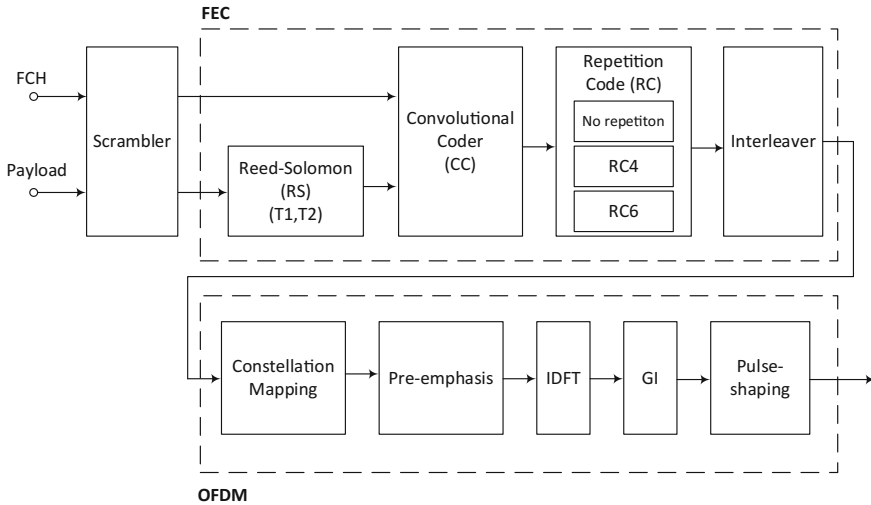 FEC
FCH
Payload
Scrambler
Reed-Solomon
(RS)
(T1,T2)
Convolutional
Coder
(CC)
Repetition
Code (RC)
No repetiton
RC4
RC6
Interleaver
Constellation
Mapping
Pre-emphasis
IDFT
GI
Pulse-
shaping
OFDM